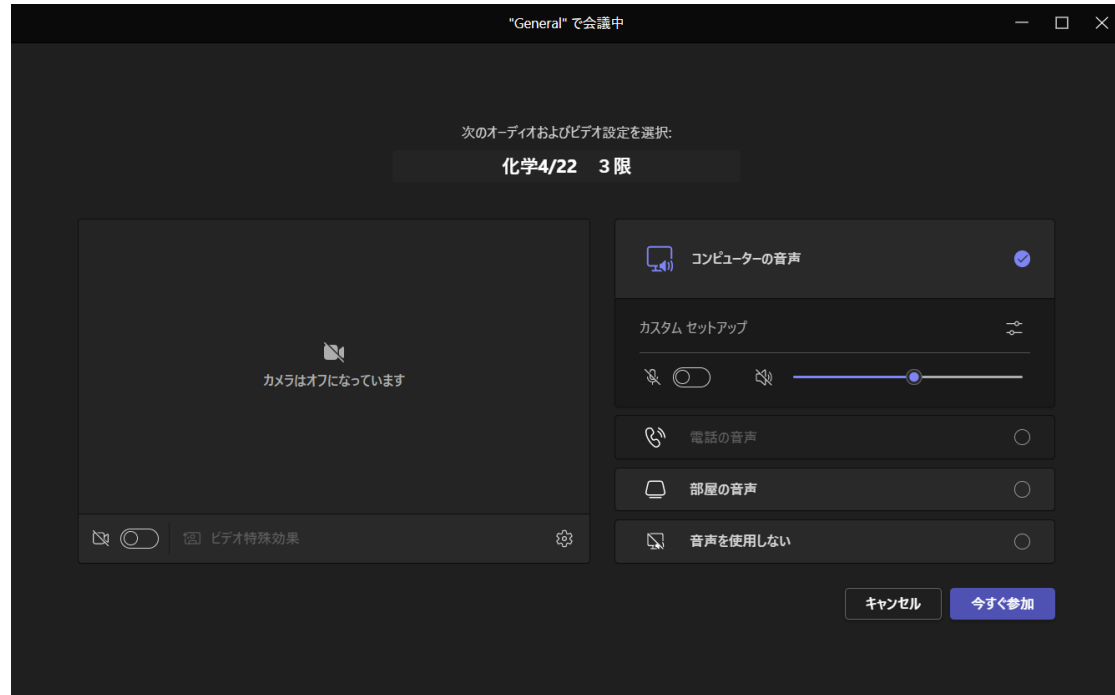 "General" で会議中
次のオーディオおよびビデオ設定を選択:
化学4/22　３限
カメラはオフになっています
ビデオ特殊効果
コンピューターの音声
カスタム セットアップ
電話の音声
部屋の音声
音声を使用しない
キャンセル
今すぐ参加